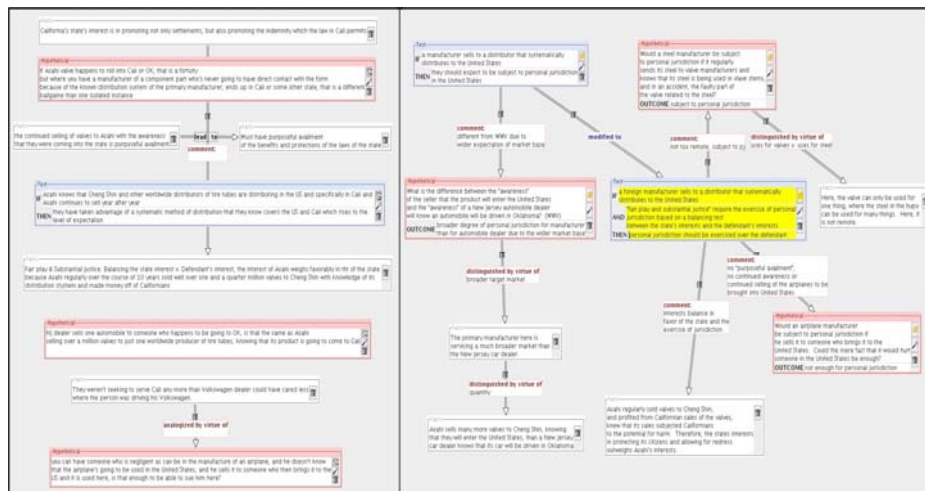 California's state's interest is in promoting not only settlements, but also promoting the indemnity which the law in Cali permits
Hypothetical
If Asahi valve happens to roll into Cali or OK, that is a fortuity
but where you have a manufacturer of a component part who's never going to have direct contact with the form
because of the known distribution system of the primary manufacturer, ends up in Cali or some other state, that is a different
ballgame than one isolated instance
the continued selling of valves to Asahi with the awareness
that they were coming into the state is purposeful availment
lead to
Must have purposeful availment
of the benefits and protections of the laws of the state
comment:
Test
IF Asahi knows that Cheng Shin and other worldwide distributors of tire tubes are distributing in the US and specifically in Cali and
Asahi continues to sell year after year
THEN they have taken advantage of a systematic method of distribution that they know covers the US and Cali which rises to the
level of expectation
Fair play & Substantial justice. Balancing the state interest v. Defendant's interest, the interest of Asahi weighs favorably in of the state
because Asahi regularly over the course of 10 years sold well over one and a quarter million valves to Cheng Shin with knowledge of its
distribution system and made money off of Californians
Hypothetical
dealer sells one automobile to someone who happens to be going to OK, is that the same as Asahi
selling over a million valves to just one worldwide producer of tire tubes, knowing that its product is going to come to Cali
They weren't seeking to serve Cali any more than Volkswagen dealer could have cared less
where the person was driving his Volkswagen
analogized by virtue of
comment:
Hypothetical
you can have someone who is negligent as can be in the manufacture of an airplane, and he doesn't know
that the airplane's going to be used in the United States, and he sells it to someone who then brings it to the
US and it is used here, is that enough to be able to sue him here?
Test
IF a manufacturer sells to a distributor that systematically
distributes to the United States
THEN they should expect to be subject to personal jurisdiction
in the United States
Hypothetical
Would a steel manufacturer be subject
to personal jurisdiction if it regularly
sends its steel to valve manufacturers and
knows that its steel is being used in valve stems,
and in an accident, the faulty part of
the valve related to the steel?
OUTCOME subject to personal jurisdiction
comment:
different from WWV due to
wider expectation of market base
modified to
comment:
not too remote, subject to pj
distinguished by virtue of
uses for valves v. uses for steel
Hypothetical
What is the difference between the "awareness"
of the seller that the product will enter the United States
and the "awareness" of a New Jersey automobile dealer
will know an automobile will be driven in Oklahoma? (WWV)
OUTCOME broader degree of personal jurisdiction for manufacturer
than for automobile dealer due to the wider market base
Test
IF a foreign manufacturer sells to a distributor that systematically
distributes to the United States
AND "fair play and substantial justice" require the exercise of personal
jurisdiction based on a balancing test
between the state's interests and the defendant's interests
THEN personal jurisdiction should be exercised over the defendant
Here, the valve can only be used for
one thing, where the steel in the hypo
can be used for many things. Here, it
is not remote.
distinguished by virtue of
broader target market
comment:
no "purposeful availment",
no continued awareness or
continued selling of the airplanes to be
brought into United States
comment:
Interests balance in
favor of the state and the
exercise of jurisdiction
Hypothetical
Would an airplane manufacturer
be subject to personal jurisdiction if
he sells it to someone who brings it to the
United States. Could the mere fact that it would hurt
someone in the United States be enough?
OUTCOME not enough for personal jurisdiction
The primary manufacturer here is
servicing a much broader market than
the New Jersey car dealer
distinguished by virtue of
quantity
Asahi sells many more valves to Cheng Shin, knowing
that they will enter the United States, than a New Jersey
car dealer knows that its car will be driven in Oklahoma
Asahi regularly sold valves to Cheng Shin,
and profited from Californian sales of the valves,
knew that its sales subjected Californians
to the potential for harm. Therefore, the states interests
in protecting its citizens and allowing for redress
outweighs Asahi's interests.